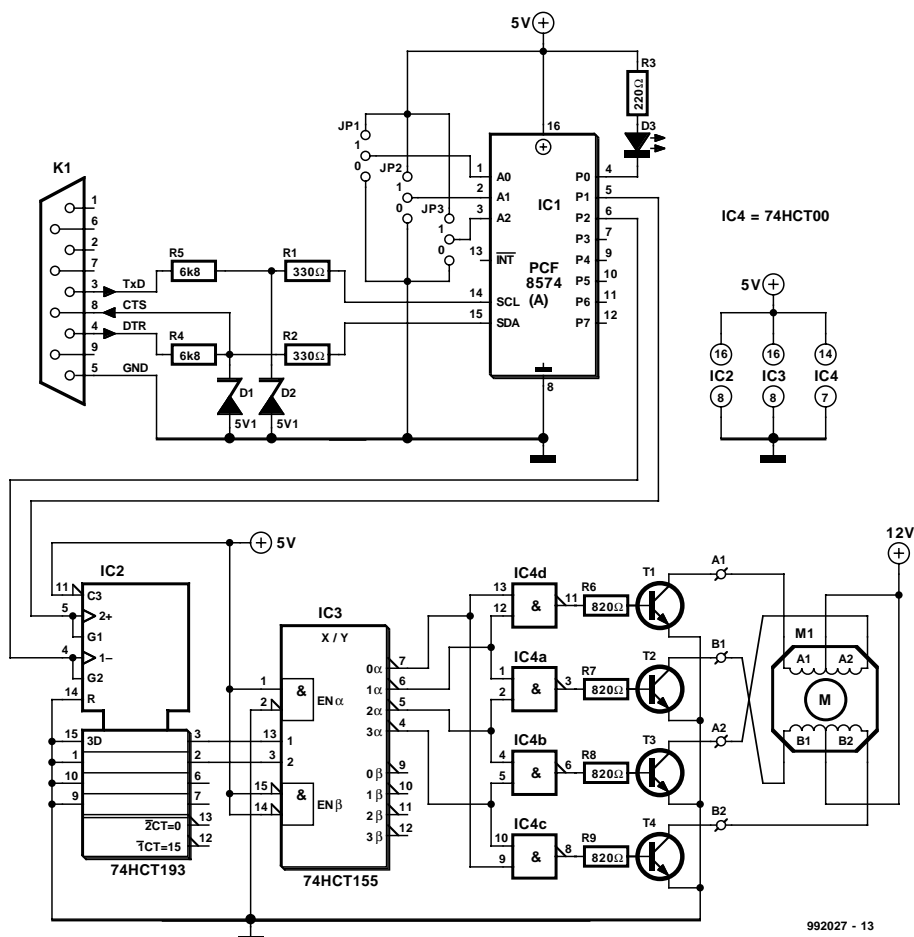 5V
R3
220Ω
D3
JP1
1
0
JP2
1
0
JP3
1
0
16
1 A0
2 A1
3 A2
13 INT
14 SCL
15 SDA
IC1
PCF
8574
(A)
P0 4
P1 5
P2 6
P3 7
P4 9
P5 10
P6 11
P7 12
8
K1
1
6
2
7
3 TxD
8 CTS
4 DTR
9
5 GND
R5
6k8
R1
330Ω
R4
6k8
R2
330Ω
D1
5V1
D2
5V1
IC4 = 74HCT00
5V
16 16 14
IC2 IC3 IC4
8 8 7
5V
IC2
11 C3
5 2+
G1
4 1–
G2
14 R
15 3D 3
1 2
10 6
9 7
2CT=0 13
1CT=15 12
74HCT193
IC3
X / Y
1 &
2 ENα
13 1
3 2
15 &
14 ENβ
0α 7
1α 6
2α 5
3α 4
0β 9
1β 10
2β 11
3β 12
74HCT155
IC4d
13
12
& 11
R6
820Ω
T1
A1
IC4a
1
2
& 3
R7
820Ω
T2
B1
IC4b
4
5
& 6
R8
820Ω
T3
A2
IC4c
10
9
& 8
R9
820Ω
T4
B2
12V
M1
A1 A2
M
B1 B2
992027 - 13